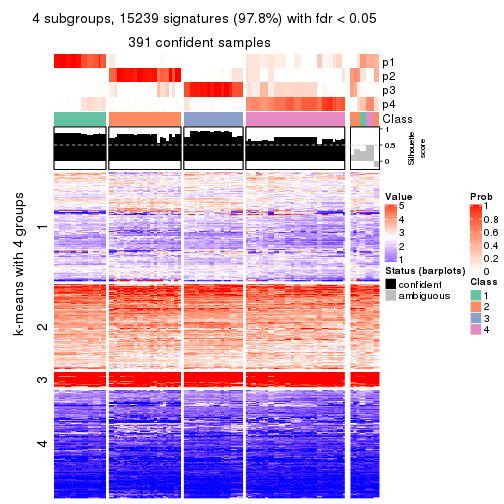 4 subgroups, 15239 signatures (97.8%) with fdr < 0.05
391 confident samples
p1
p2
p3
p4
Class
1
0.5
0
Silhouette
score
k-means with 4 groups
1
2
3
4
Value
5
4
3
2
1
Status (barplots)
confident
ambiguous
Prob
1
0.8
0.6
0.4
0.2
0
Class
1
2
3
4